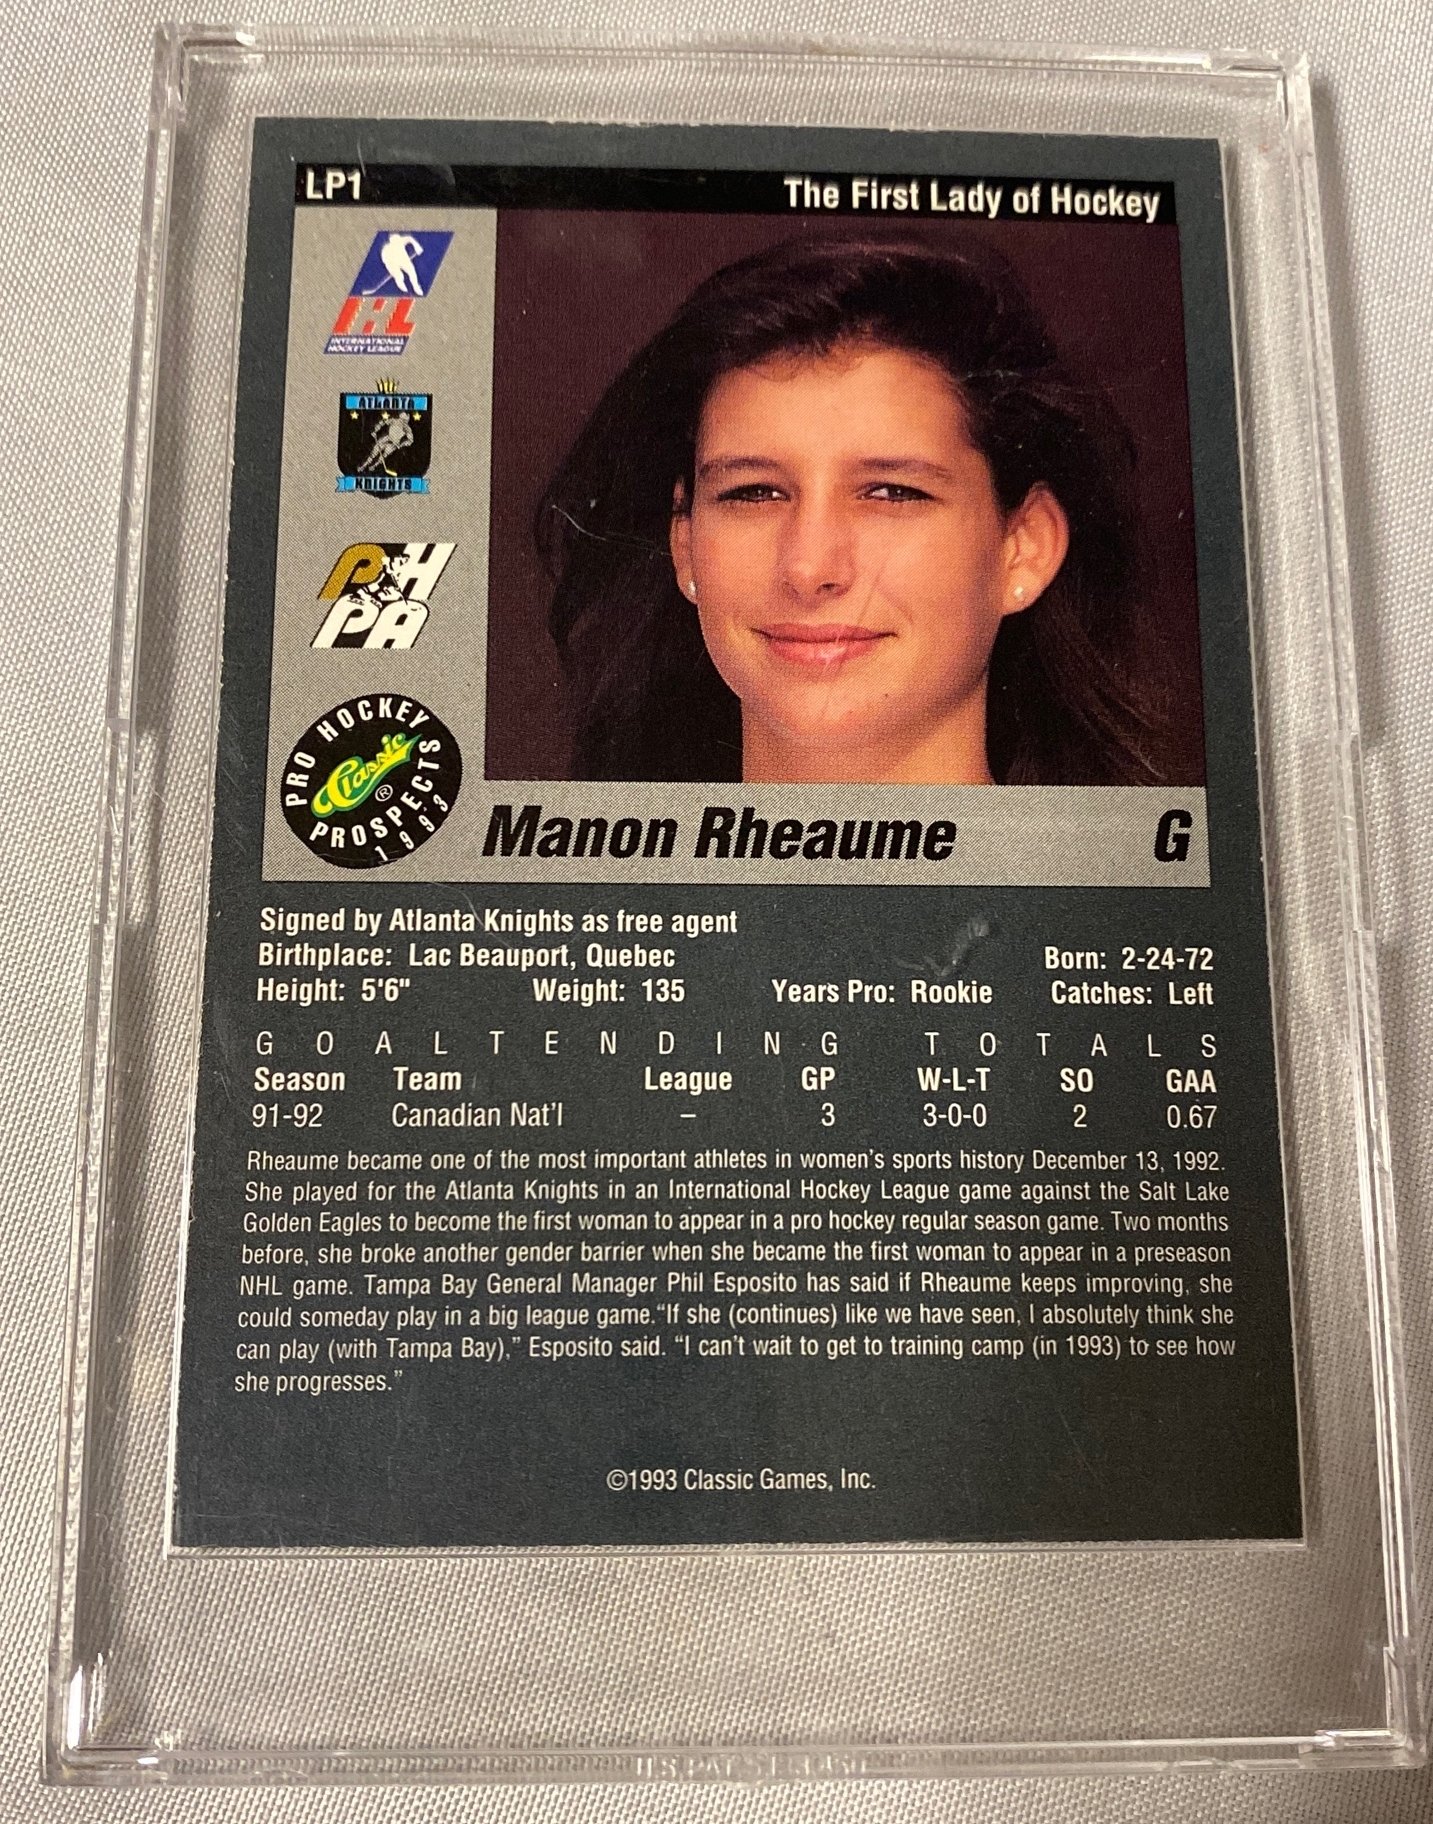 LP1 The First Lady of Hockey
IHL
INTERNATIONAL
HOCKEY LEAGUE
ATLANTA
KNIGHTS
PH
PA
PRO HOCKEY
Classic®
PROSPECTS
1993
Manon Rheaume G
Signed by Atlanta Knights as free agent
Birthplace: Lac Beauport, Quebec Born: 2-24-72
Height: 5'6" Weight: 135 Years Pro: Rookie Catches: Left
GOALTENDING TOTALS
Season Team League GP W-L-T SO GAA
91-92 Canadian Nat'l – 3 3-0-0 2 0.67
Rheaume became one of the most important athletes in women's sports history December 13, 1992.
She played for the Atlanta Knights in an International Hockey League game against the Salt Lake
Golden Eagles to become the first woman to appear in a pro hockey regular season game. Two months
before, she broke another gender barrier when she became the first woman to appear in a preseason
NHL game. Tampa Bay General Manager Phil Esposito has said if Rheaume keeps improving, she
could someday play in a big league game.“If she (continues) like we have seen, I absolutely think she
can play (with Tampa Bay),” Esposito said. “I can't wait to get to training camp (in 1993) to see how
she progresses.”
©1993 Classic Games, Inc.